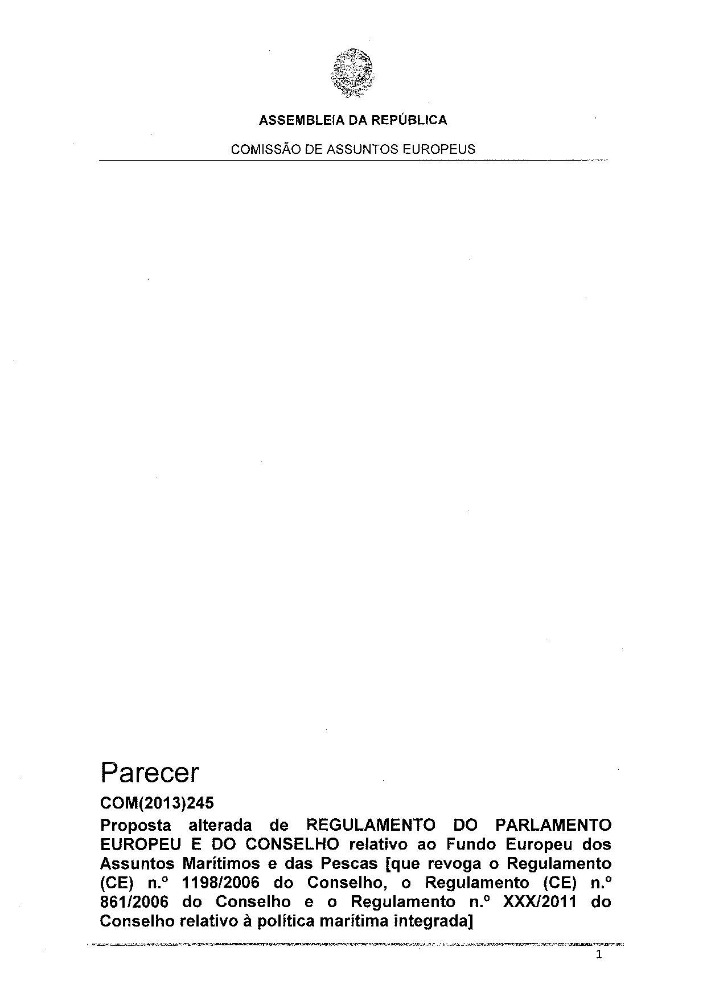 ASSEMBLEIA DA REPÚBLICA
COMISSÃO DE ASSUNTOS EUROPEUS
Parecer
COM(2013)245
Proposta alterada de REGULAMENTO DO PARLAMENTO
EUROPEU E DO CONSELHO relativo ao Fundo Europeu dos
Assuntos Marítimos e das Pescas [que revoga o Regulamento
(CE) n.º 1198/2006 do Conselho, o Regulamento (CE) n.º
861/2006 do Conselho e o Regulamento n.º XXX/2011 do
Conselho relativo à política marítima integrada]
1